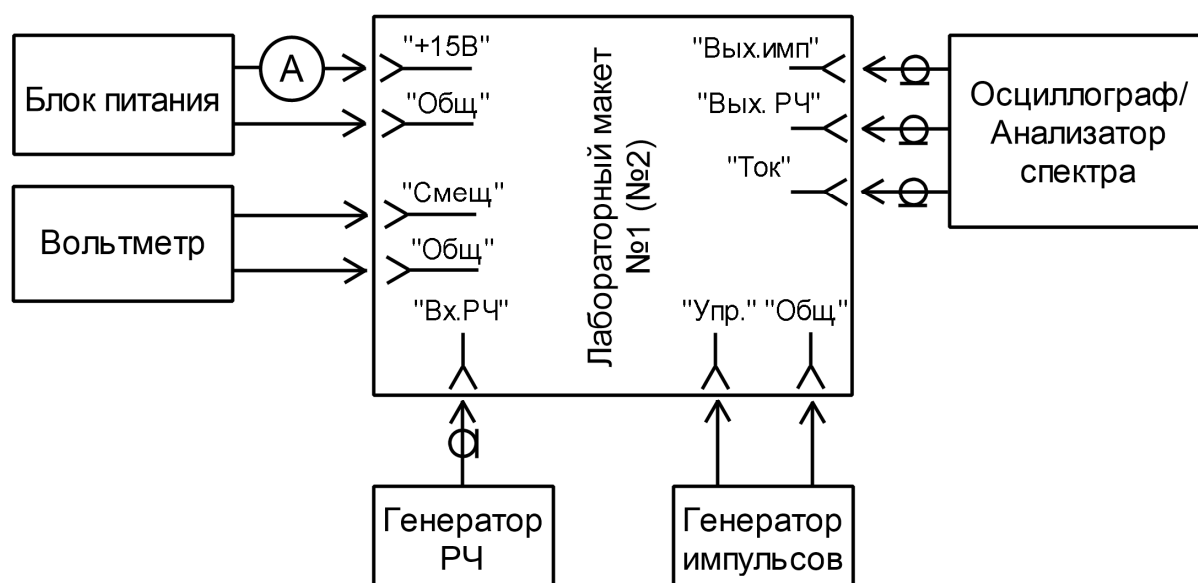 Блок питания
А
"+15В"
"Общ"
Вольтметр
"Смещ"
"Общ"
"Вх.РЧ"
Лабораторный макет
№1 (№2)
"Вых.имп"
"Вых. РЧ"
"Ток"
"Упр."
"Общ"
Осциллограф/
Анализатор
спектра
Генератор
РЧ
Генератор
импульсов